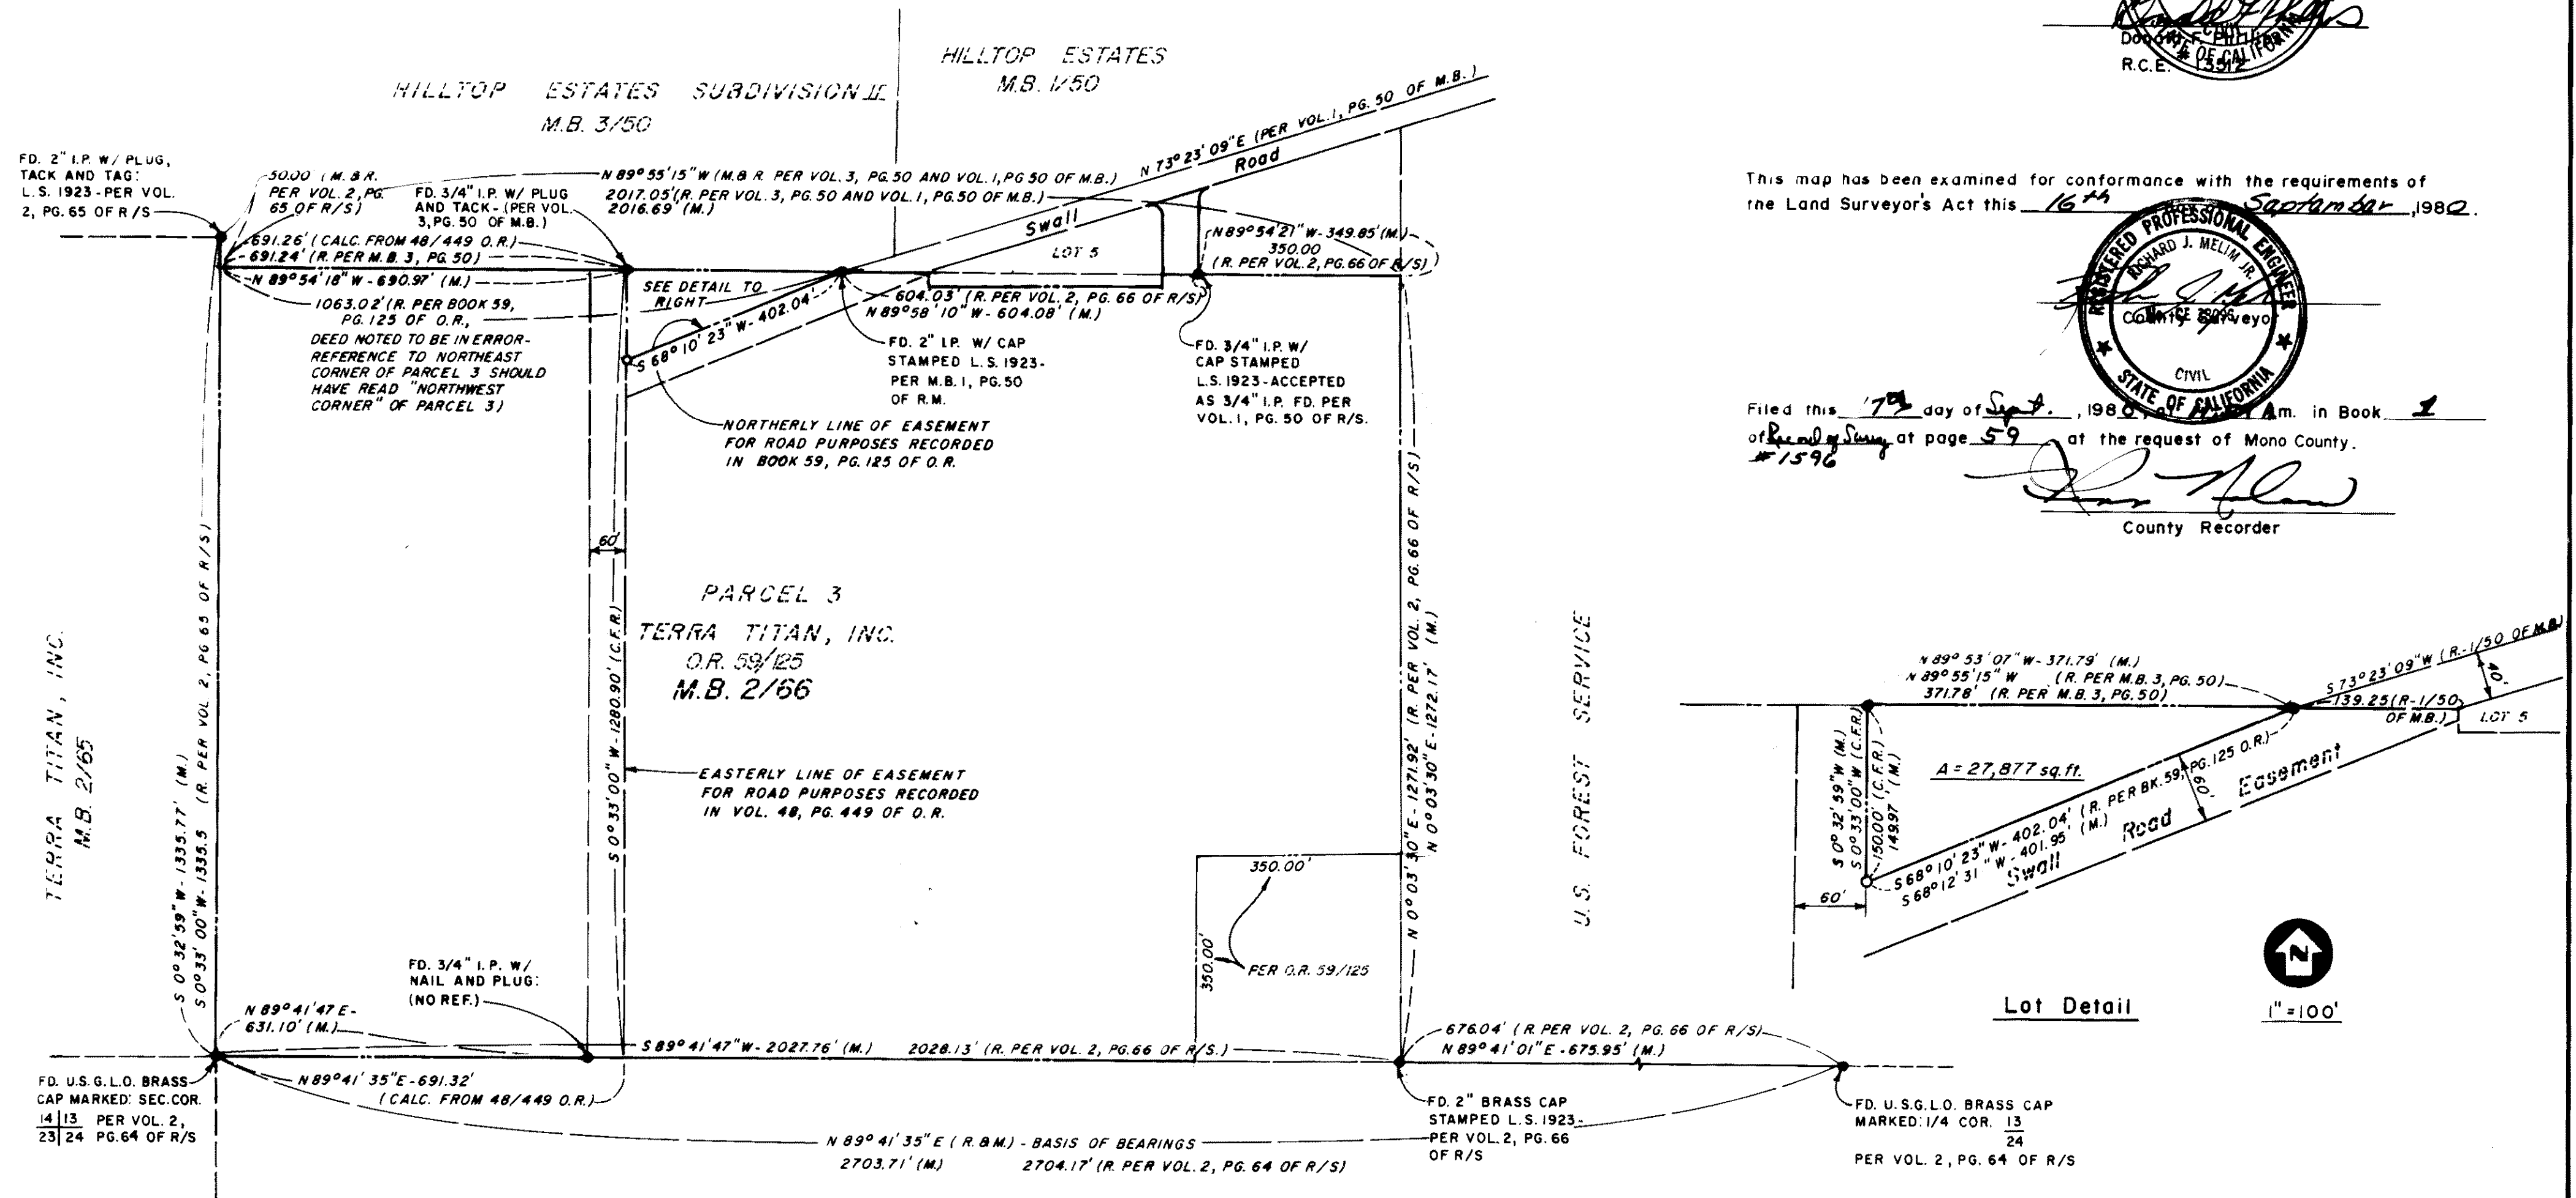 HILLTOP ESTATES SUBDIVISION II
M.B. 3/50
HILLTOP ESTATES
M.B. 1/50
N 73° 23' 09" E (PER VOL. 1, PG. 50 OF M.B.)
Swall Road
LOT 5
FD. 2" I.P. W/ PLUG,
TACK AND TAG:
L.S. 1923 - PER VOL.
2, PG. 65 OF R/S
50.00 (M. & R.
PER VOL. 2, PG.
65 OF R/S)
FD. 3/4" I.P. W/ PLUG
AND TACK - (PER VOL.
3, PG. 50 OF M.B.)
N 89° 55' 15" W (M. & R. PER VOL. 3, PG. 50 AND VOL. 1, PG 50 OF M.B.)
2017.05' (R. PER VOL. 3, PG. 50 AND VOL. 1, PG. 50 OF M.B.)
2016.69' (M.)
691.26' (CALC. FROM 48/449 O.R.)
691.24' (R. PER M.B. 3, PG. 50)
N 89° 54' 18" W - 690.97' (M.)
1063.02' (R. PER BOOK 59,
PG. 125 OF O.R.,
DEED NOTED TO BE IN ERROR-
REFERENCE TO NORTHEAST
CORNER OF PARCEL 3 SHOULD
HAVE READ "NORTHWEST
CORNER" OF PARCEL 3)
SEE DETAIL TO
RIGHT
S 68° 10' 23" W - 402.04'
604.03' (R. PER VOL. 2, PG. 66 OF R/S)
N 89° 58' 10" W - 604.08' (M.)
N 89° 54' 21" W - 349.85' (M.)
350.00
(R. PER VOL. 2, PG. 66 OF R/S)
FD. 2" I.P. W/ CAP
STAMPED L.S. 1923-
PER M.B. 1, PG. 50
OF R.M.
FD. 3/4" I.P. W/
CAP STAMPED
L.S. 1923 - ACCEPTED
AS 3/4" I.P. FD. PER
VOL. 1, PG. 50 OF R/S.
NORTHERLY LINE OF EASEMENT
FOR ROAD PURPOSES RECORDED
IN BOOK 59, PG. 125 OF O.R.
60'
PARCEL 3
TERRA TITAN, INC.
O.R. 59/125
M.B. 2/66
S 0° 33' 00" W - 1280.90' (C.F.R.)
EASTERLY LINE OF EASEMENT
FOR ROAD PURPOSES RECORDED
IN VOL. 48, PG. 449 OF O.R.
TERRA TITAN, INC.
M.B. 2/65
S 0° 32' 59" W - 1335.77' (M.)
S 0° 33' 00" W - 1335.5 (R. PER VOL. 2, PG 65 OF R/S)
N 0° 03' 30" E - 1271.92' (R. PER VOL. 2, PG. 66 OF R/S)
N 0° 03' 30" E - 1272.17' (M.)
U.S. FOREST SERVICE
350.00'
350.00'
PER O.R. 59/125
FD. 3/4" I.P. W/
NAIL AND PLUG:
(NO REF.)
N 89° 41' 47 E -
631.10' (M.)
S 89° 41' 47" W - 2027.76' (M.) 2028.13' (R. PER VOL. 2, PG. 66 OF R/S.)
676.04' (R. PER VOL. 2, PG. 66 OF R/S)
N 89° 41' 01" E - 675.95' (M.)
N 89° 41' 35" E - 691.32'
(CALC. FROM 48/449 O.R.)
FD. U.S.G.L.O. BRASS
CAP MARKED: SEC. COR.
14|13 PER VOL. 2,
23|24 PG. 64 OF R/S
N 89° 41' 35" E (R. & M.) - BASIS OF BEARINGS
2703.71' (M.) 2704.17' (R. PER VOL. 2, PG. 64 OF R/S)
FD. 2" BRASS CAP
STAMPED L.S. 1923-
PER VOL. 2, PG. 66
OF R/S
FD. U.S.G.L.O. BRASS CAP
MARKED: 1/4 COR. 13
24
PER VOL. 2, PG. 64 OF R/S
R.C.E. 13512
STATE OF CALIFORNIA
This map has been examined for conformance with the requirements of
the Land Surveyor's Act this 16th day of September, 1980.
County Surveyor
REGISTERED PROFESSIONAL ENGINEER
RICHARD J. MELIM JR.
CIVIL
STATE OF CALIFORNIA
Filed this 17th day of Sept., 1980, at m. in Book 1
of Record of Survey at page 59 at the request of Mono County.
#1596
County Recorder
N 89° 53' 07" W - 371.79' (M.)
N 89° 55' 15" W (R. PER M.B. 3, PG. 50)
371.78' (R. PER M.B. 3, PG. 50)
S 73° 23' 09" W (R.-1/50 OF M.B.)
40'
139.25 (R-1/50
OF M.B.)
LOT 5
S 0° 32' 59" W (M.)
S 0° 33' 00" W (C.F.R.)
150.00' (C.F.R.)
149.97' (M.)
A = 27,877 sq. ft.
S 68° 10' 23" W - 402.04' (R. PER BK. 59, PG. 125 O.R.)
S 68° 12' 31" W - 401.95' (M.)
60'
Swall Road Easement
60'
Lot Detail
N
1" = 100'